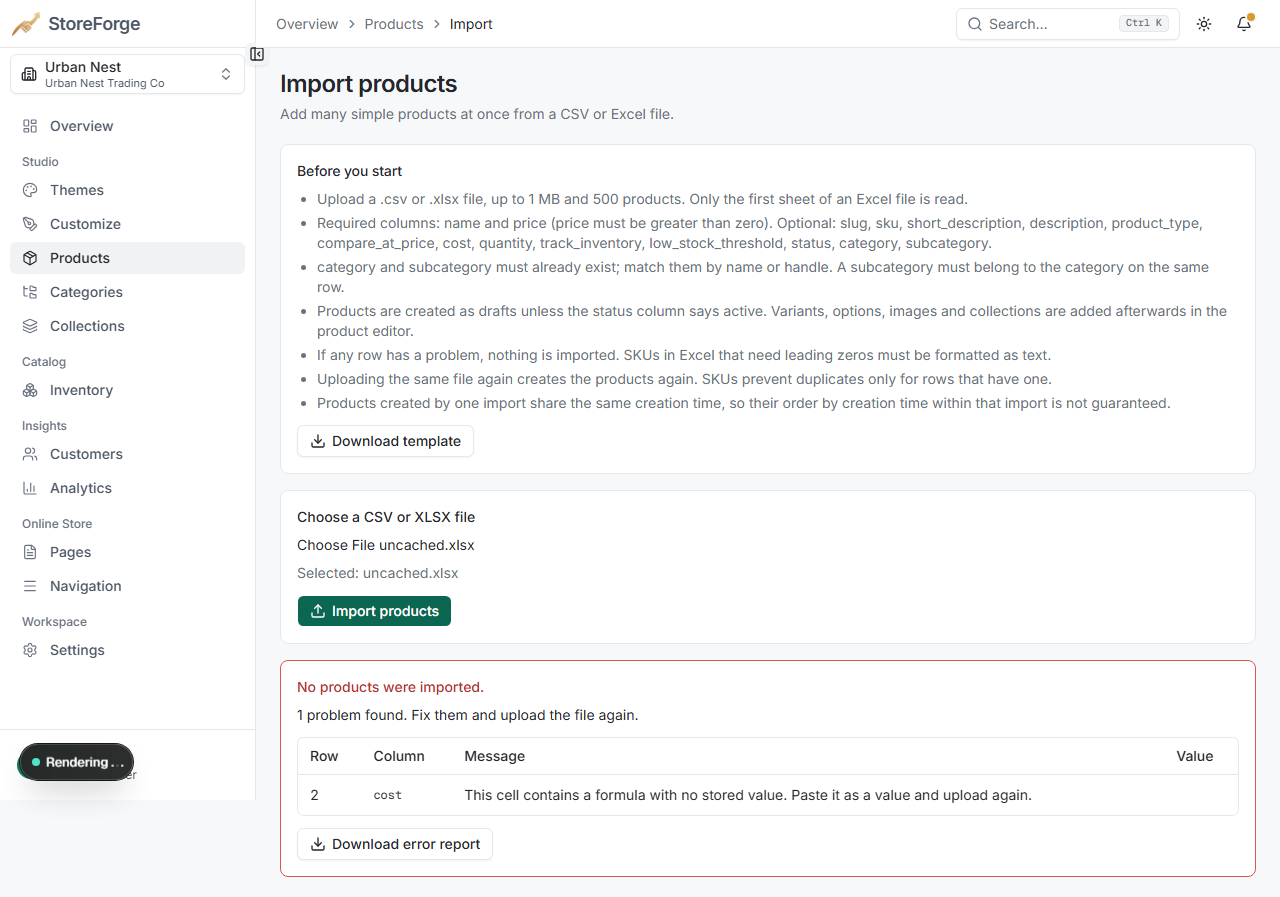 StoreForge
Overview > Products > Import
Search...
Ctrl K
Urban Nest
Urban Nest Trading Co
Overview
Studio
Themes
Customize
Products
Categories
Collections
Catalog
Inventory
Insights
Customers
Analytics
Online Store
Pages
Navigation
Workspace
Settings
Rendering...
er
Import products
Add many simple products at once from a CSV or Excel file.
Before you start
• Upload a .csv or .xlsx file, up to 1 MB and 500 products. Only the first sheet of an Excel file is read.
• Required columns: name and price (price must be greater than zero). Optional: slug, sku, short_description, description, product_type,
compare_at_price, cost, quantity, track_inventory, low_stock_threshold, status, category, subcategory.
• category and subcategory must already exist; match them by name or handle. A subcategory must belong to the category on the same
row.
• Products are created as drafts unless the status column says active. Variants, options, images and collections are added afterwards in the
product editor.
• If any row has a problem, nothing is imported. SKUs in Excel that need leading zeros must be formatted as text.
• Uploading the same file again creates the products again. SKUs prevent duplicates only for rows that have one.
• Products created by one import share the same creation time, so their order by creation time within that import is not guaranteed.
Download template
Choose a CSV or XLSX file
Choose File uncached.xlsx
Selected: uncached.xlsx
Import products
No products were imported.
1 problem found. Fix them and upload the file again.
Row Column Message Value
2 cost This cell contains a formula with no stored value. Paste it as a value and upload again.
Download error report